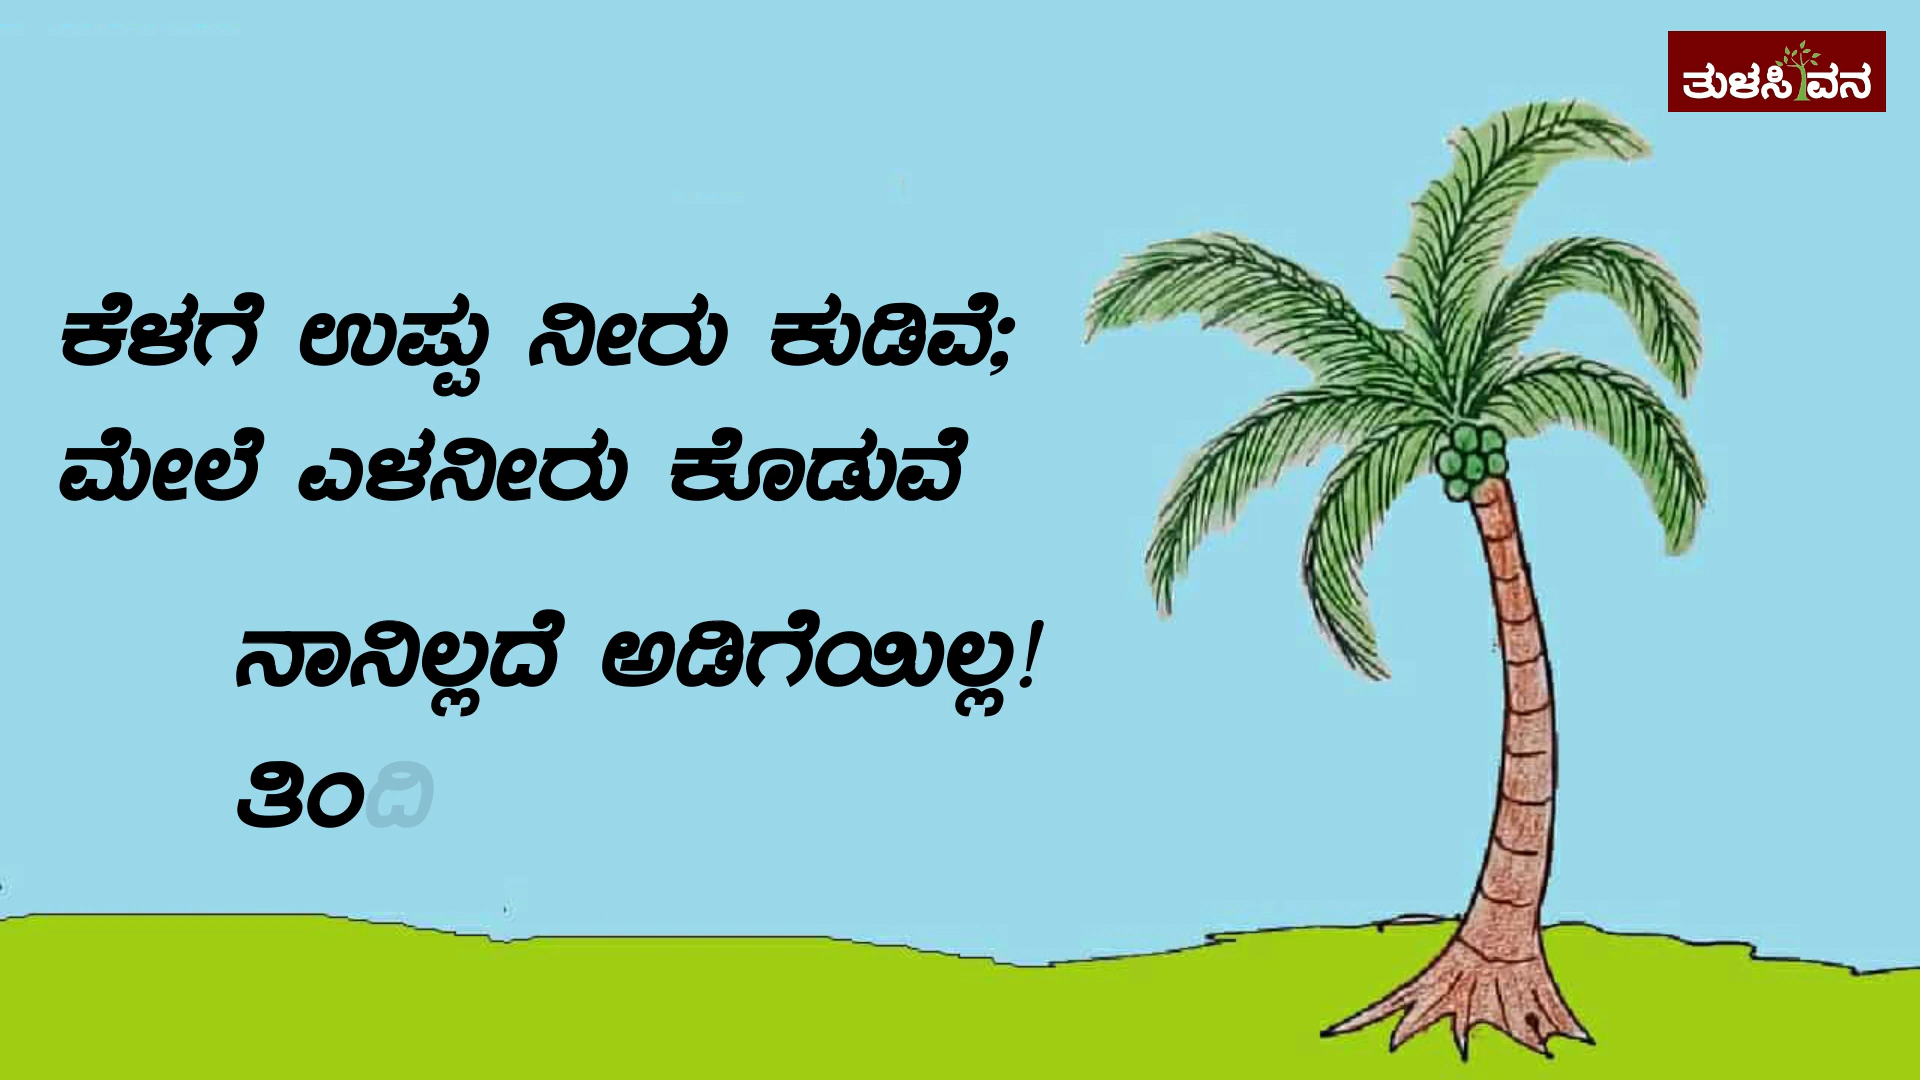 ತುಳಸಿವನ
ಕೆಳಗೆ ಉಪ್ಪು ನೀರು ಕುಡಿವೆ;
ಮೇಲೆ ಎಳನೀರು ಕೊಡುವೆ
ನಾನಿಲ್ಲದೆ ಅಡಿಗೆಯಿಲ್ಲ!
ತಿಂದಿ